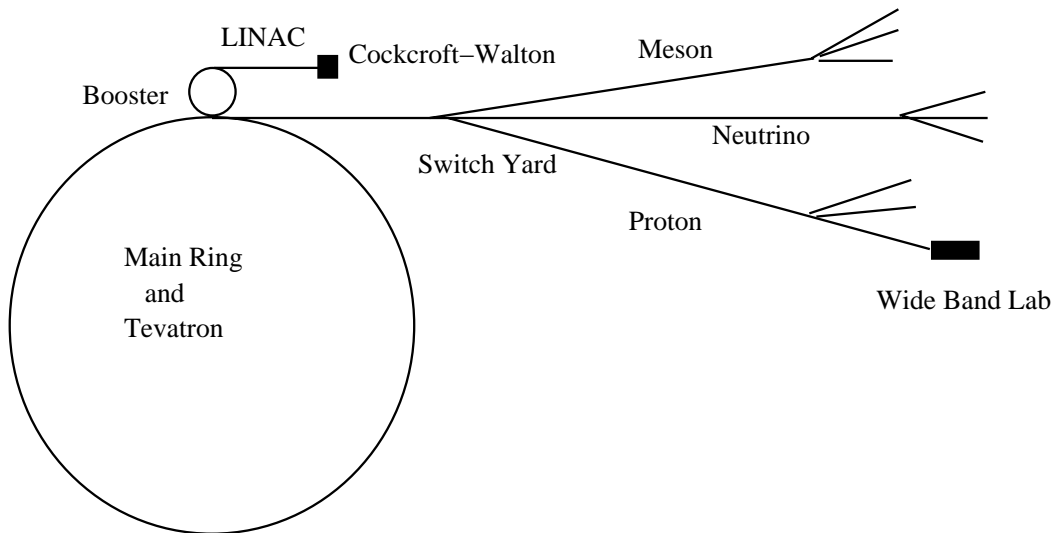 LINAC
Cockcroft–Walton
Booster
Meson
Neutrino
Switch Yard
Proton
Main Ring
and
Tevatron
Wide Band Lab